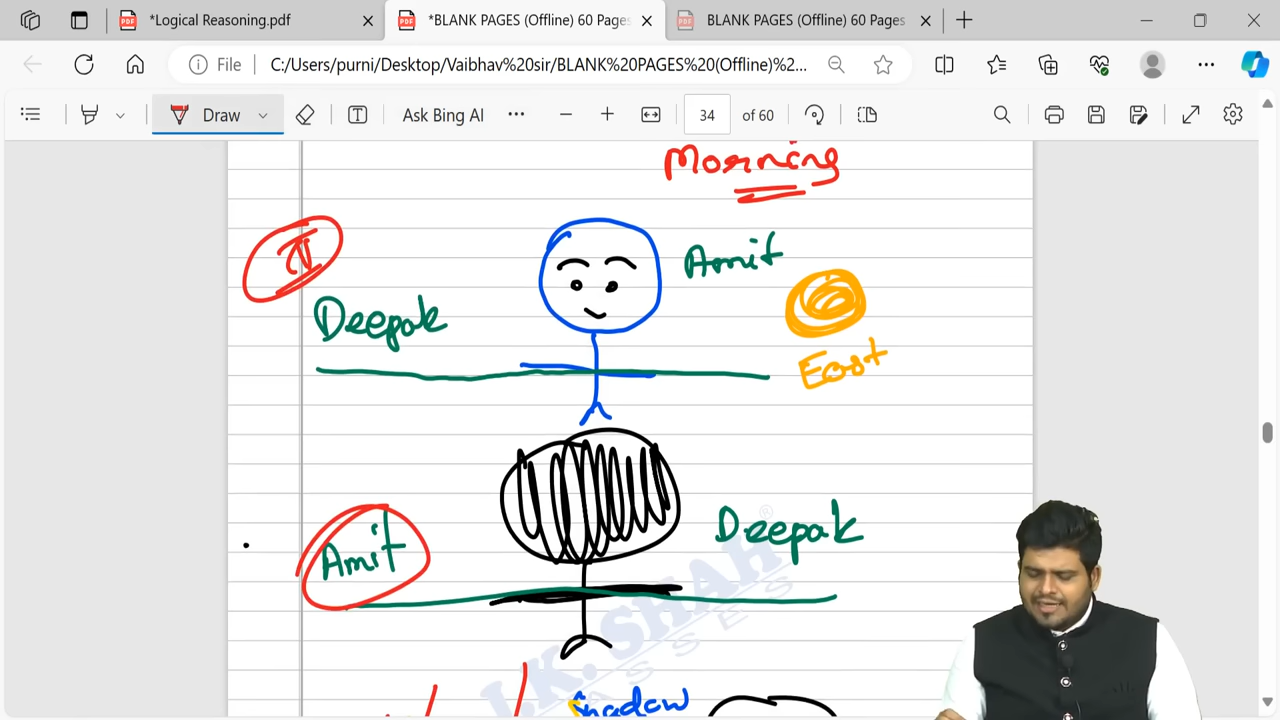 *Logical Reasoning.pdf
*BLANK PAGES (Offline) 60 Pages
BLANK PAGES (Offline) 60 Pages
File
C:/Users/purni/Desktop/Vaibhav%20sir/BLANK%20PAGES%20(Offline)%2...
Draw
Ask Bing AI
34
of 60
Morning
Amit
Deepak
East
Amit
Deepak
J.K. SHAH®
CLASSES
Shadow